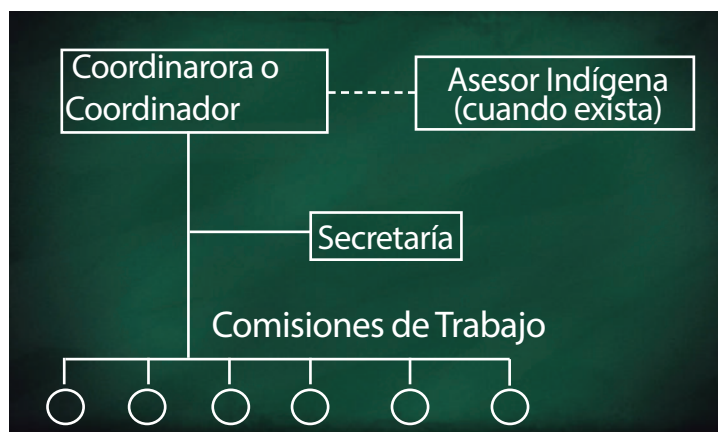 Coordinarora o
Coordinador
Asesor Indígena
(cuando exista)
Secretaría
Comisiones de Trabajo